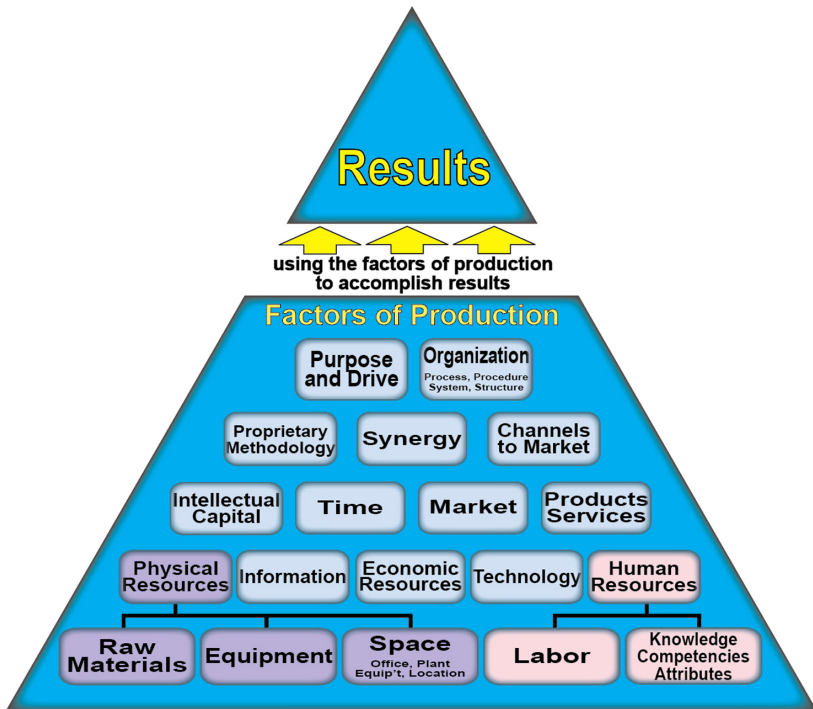 Results
using the factors of production
to accomplish results
Factors of Production
Purpose
and Drive
Organization
Process, Procedure
System, Structure
Proprietary
Methodology
Synergy
Channels
to Market
Intellectual
Capital
Time
Market
Products
Services
Physical
Resources
Information
Economic
Resources
Technology
Human
Resources
Raw
Materials
Equipment
Space
Office, Plant
Equip't, Location
Labor
Knowledge
Competencies
Attributes